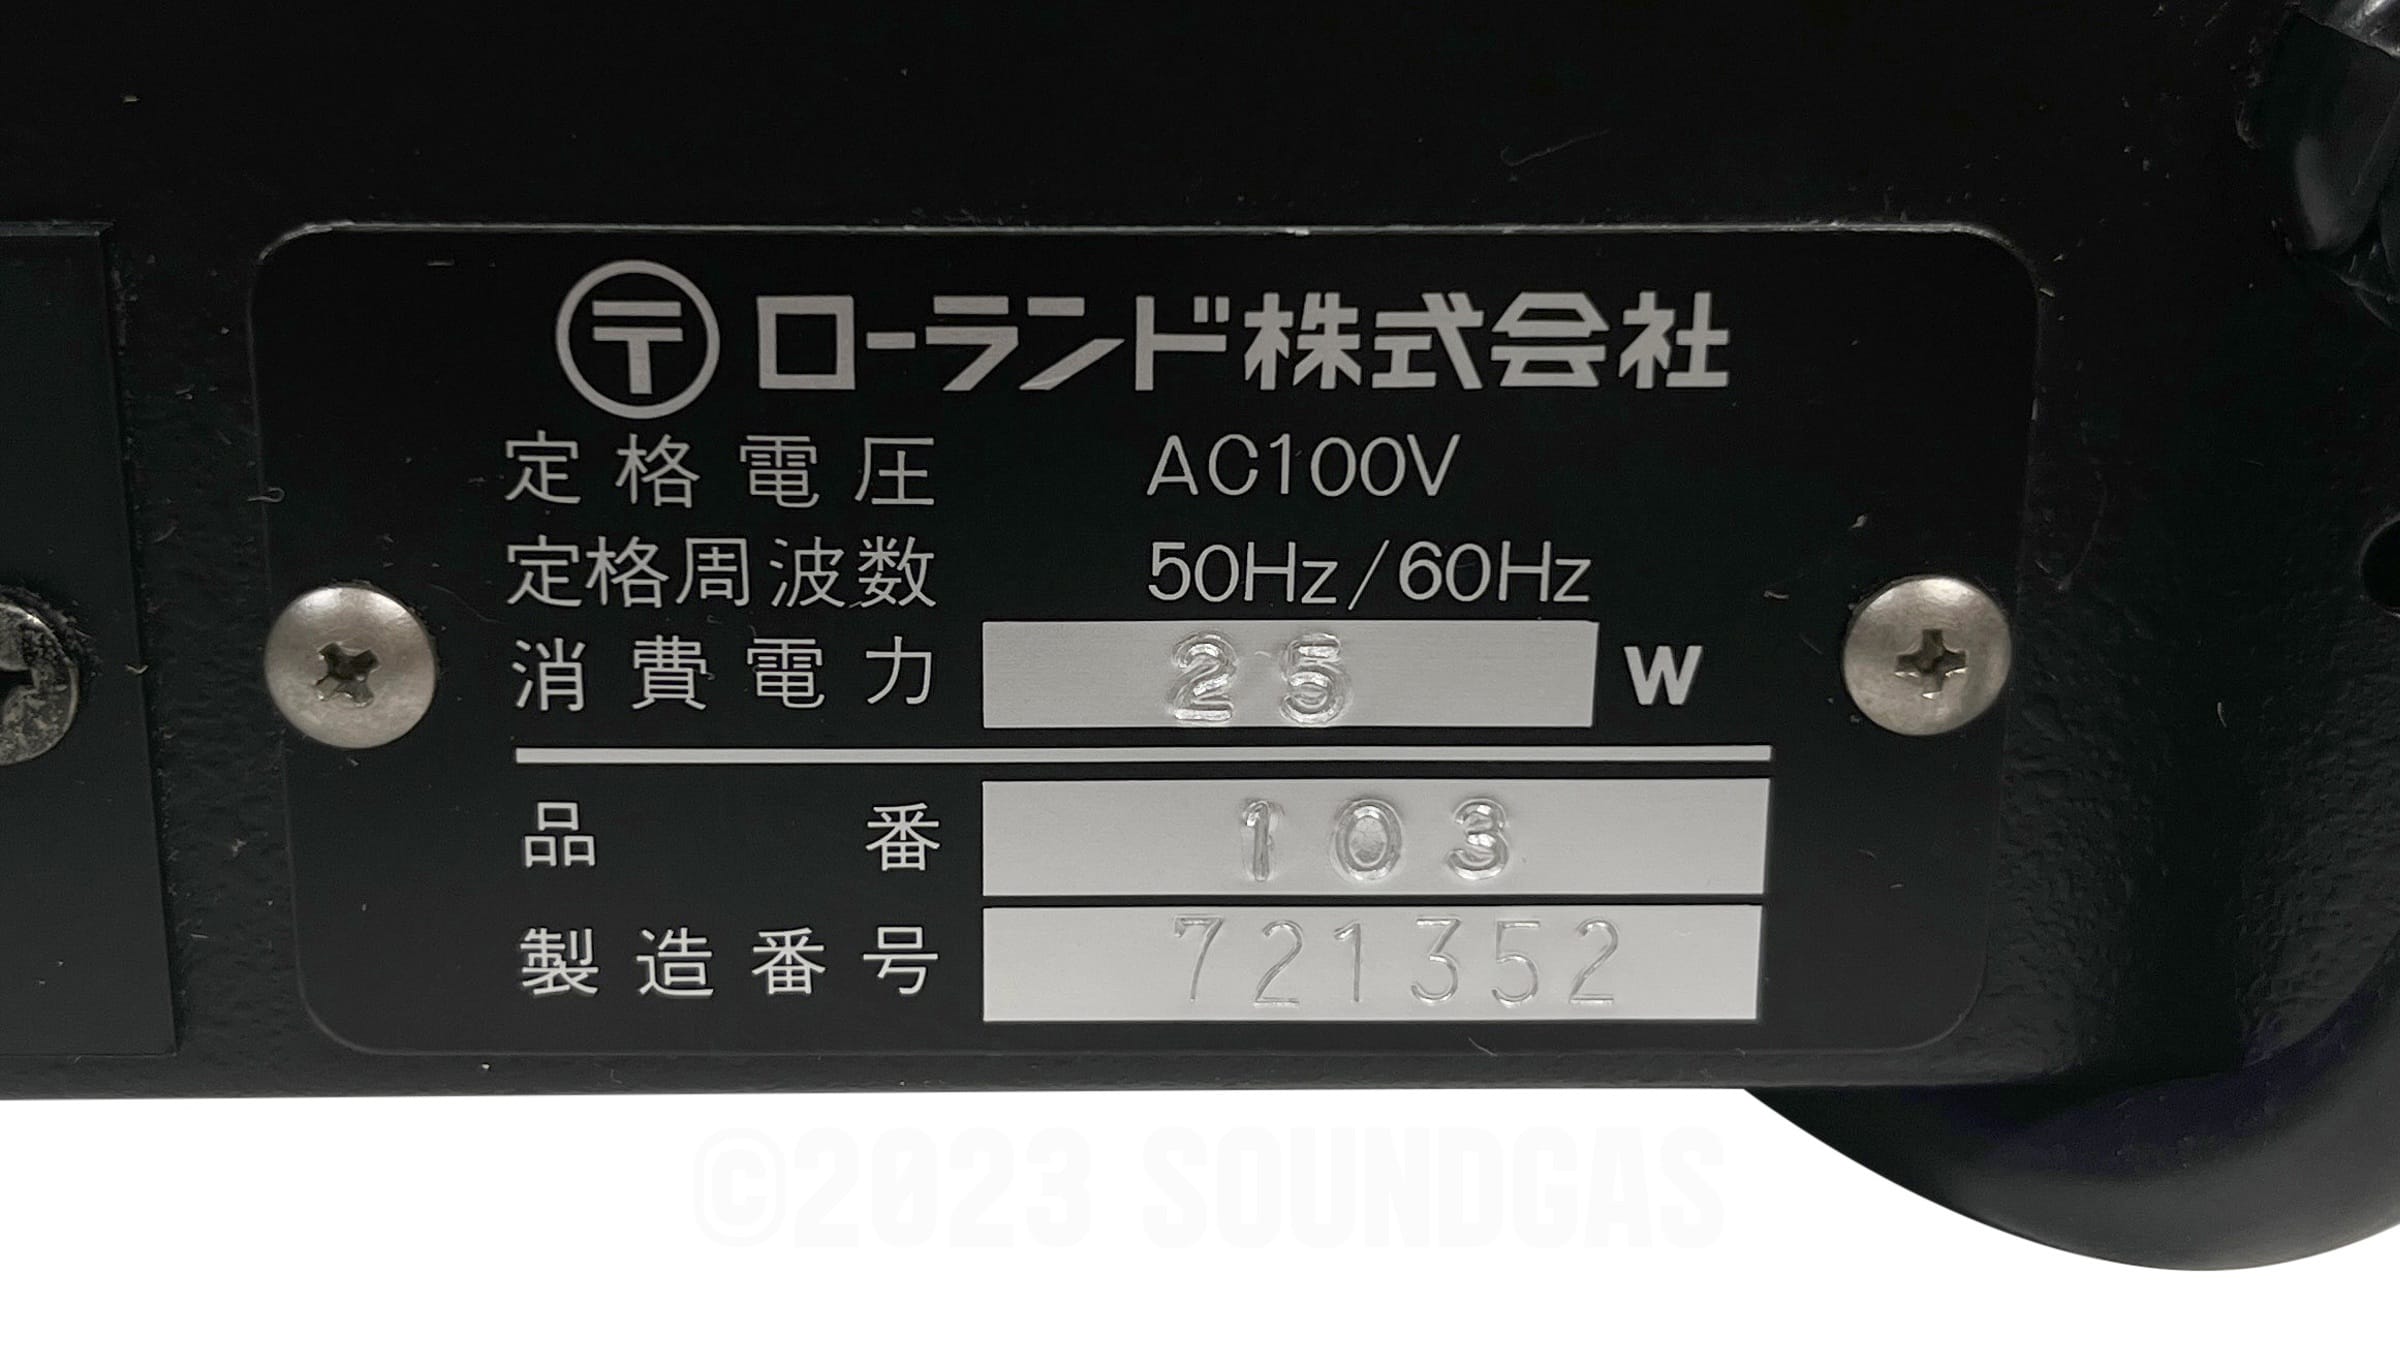 〒 ローランド株式会社
定格電圧 AC100V
定格周波数 50Hz/60Hz
消費電力 25 W
品番 103
製造番号 721352
©2023 SOUNDGAS